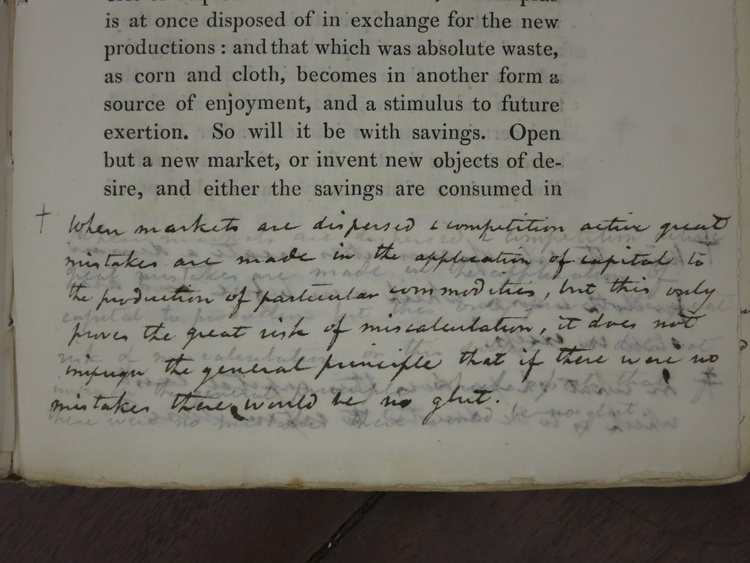 is at once disposed of in exchange for the new
productions : and that which was absolute waste,
as corn and cloth, becomes in another form a
source of enjoyment, and a stimulus to future
exertion. So will it be with savings. Open
but a new market, or invent new objects of de-
sire, and either the savings are consumed in
† When markets are dispersed & competition active great
mistakes are made in the application of capital to
the production of particular commodities, but this only
proves the great risk of miscalculation, it does not
impugn the general principle that if there were no
mistakes there would be no glut.